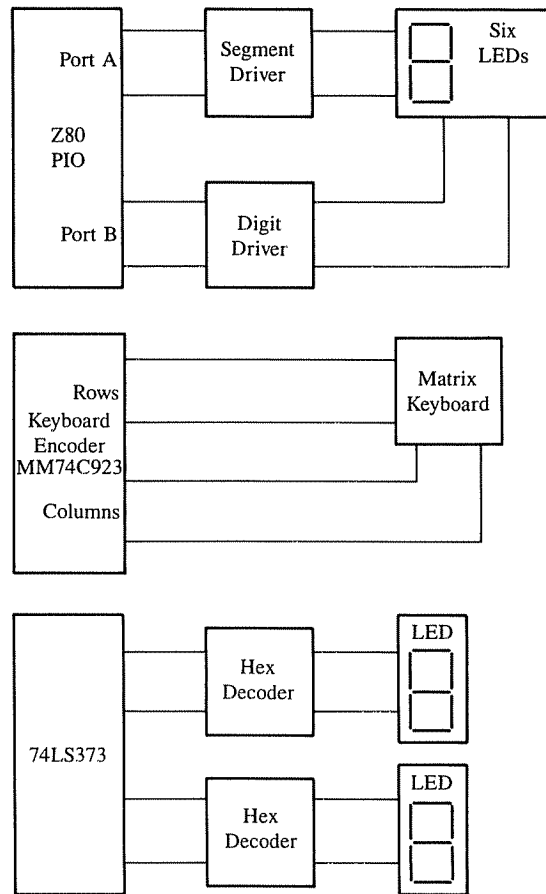 Port A
Z80
PIO
Port B
Segment
Driver
Six
LEDs
Digit
Driver
Rows
Keyboard
Encoder
MM74C923
Columns
Matrix
Keyboard
74LS373
Hex
Decoder
LED
Hex
Decoder
LED